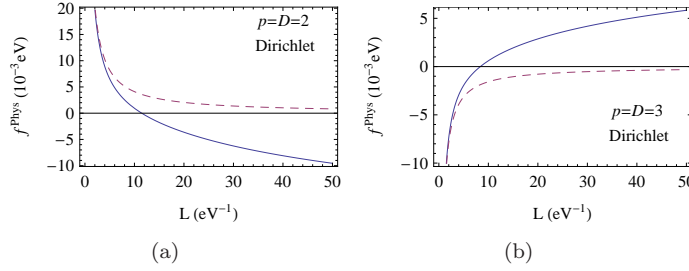 20
15
10
5
0
-5
-10
f^Phys (10^-3 eV)
p=D=2
Dirichlet
0 10 20 30 40 50
L (eV^-1)
(a)
5
0
-5
-10
f^Phys (10^-3 eV)
p=D=3
Dirichlet
0 10 20 30 40 50
L (eV^-1)
(b)